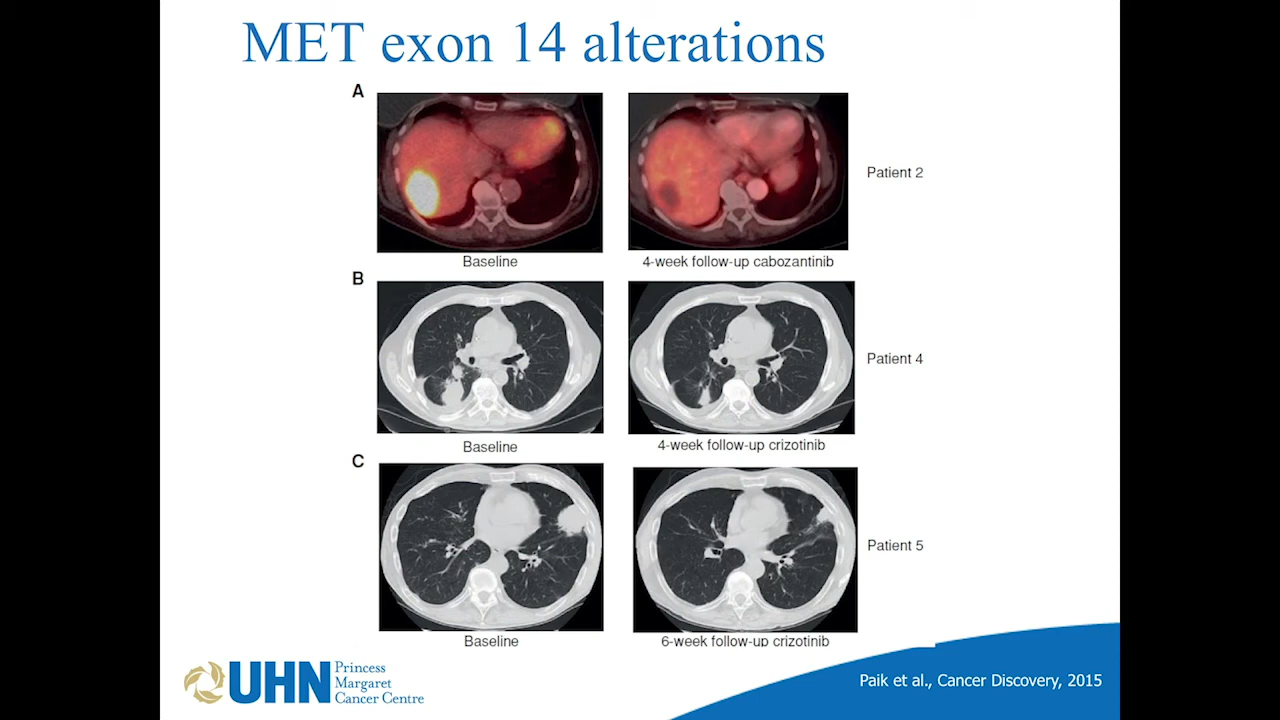 MET exon 14 alterations
A
Patient 2
Baseline
4-week follow-up cabozantinib
B
Patient 4
Baseline
4-week follow-up crizotinib
C
Patient 5
Baseline
6-week follow-up crizotinib
UHN
Princess
Margaret
Cancer Centre
Paik et al., Cancer Discovery, 2015